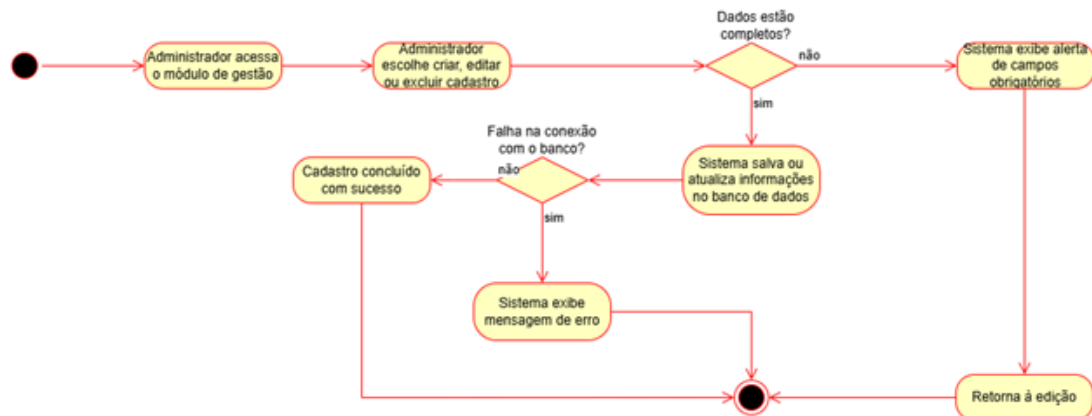 Administrador acessa
o módulo de gestão
Administrador
escolhe criar, editar
ou excluir cadastro
Dados estão
completos?
não
Sistema exibe alerta
de campos
obrigatórios
sim
Falha na conexão
com o banco?
Sistema salva ou
atualiza informações
no banco de dados
não
Cadastro concluído
com sucesso
sim
Sistema exibe
mensagem de erro
Retorna á edição